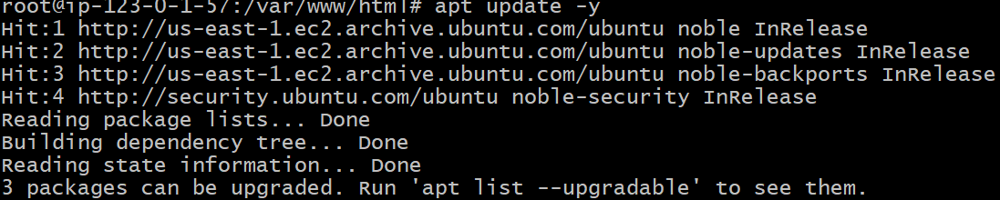 root@ip-123-0-1-57:/var/www/html# apt update -y
Hit:1 http://us-east-1.ec2.archive.ubuntu.com/ubuntu noble InRelease
Hit:2 http://us-east-1.ec2.archive.ubuntu.com/ubuntu noble-updates InRelease
Hit:3 http://us-east-1.ec2.archive.ubuntu.com/ubuntu noble-backports InRelease
Hit:4 http://security.ubuntu.com/ubuntu noble-security InRelease
Reading package lists... Done
Building dependency tree... Done
Reading state information... Done
3 packages can be upgraded. Run 'apt list --upgradable' to see them.